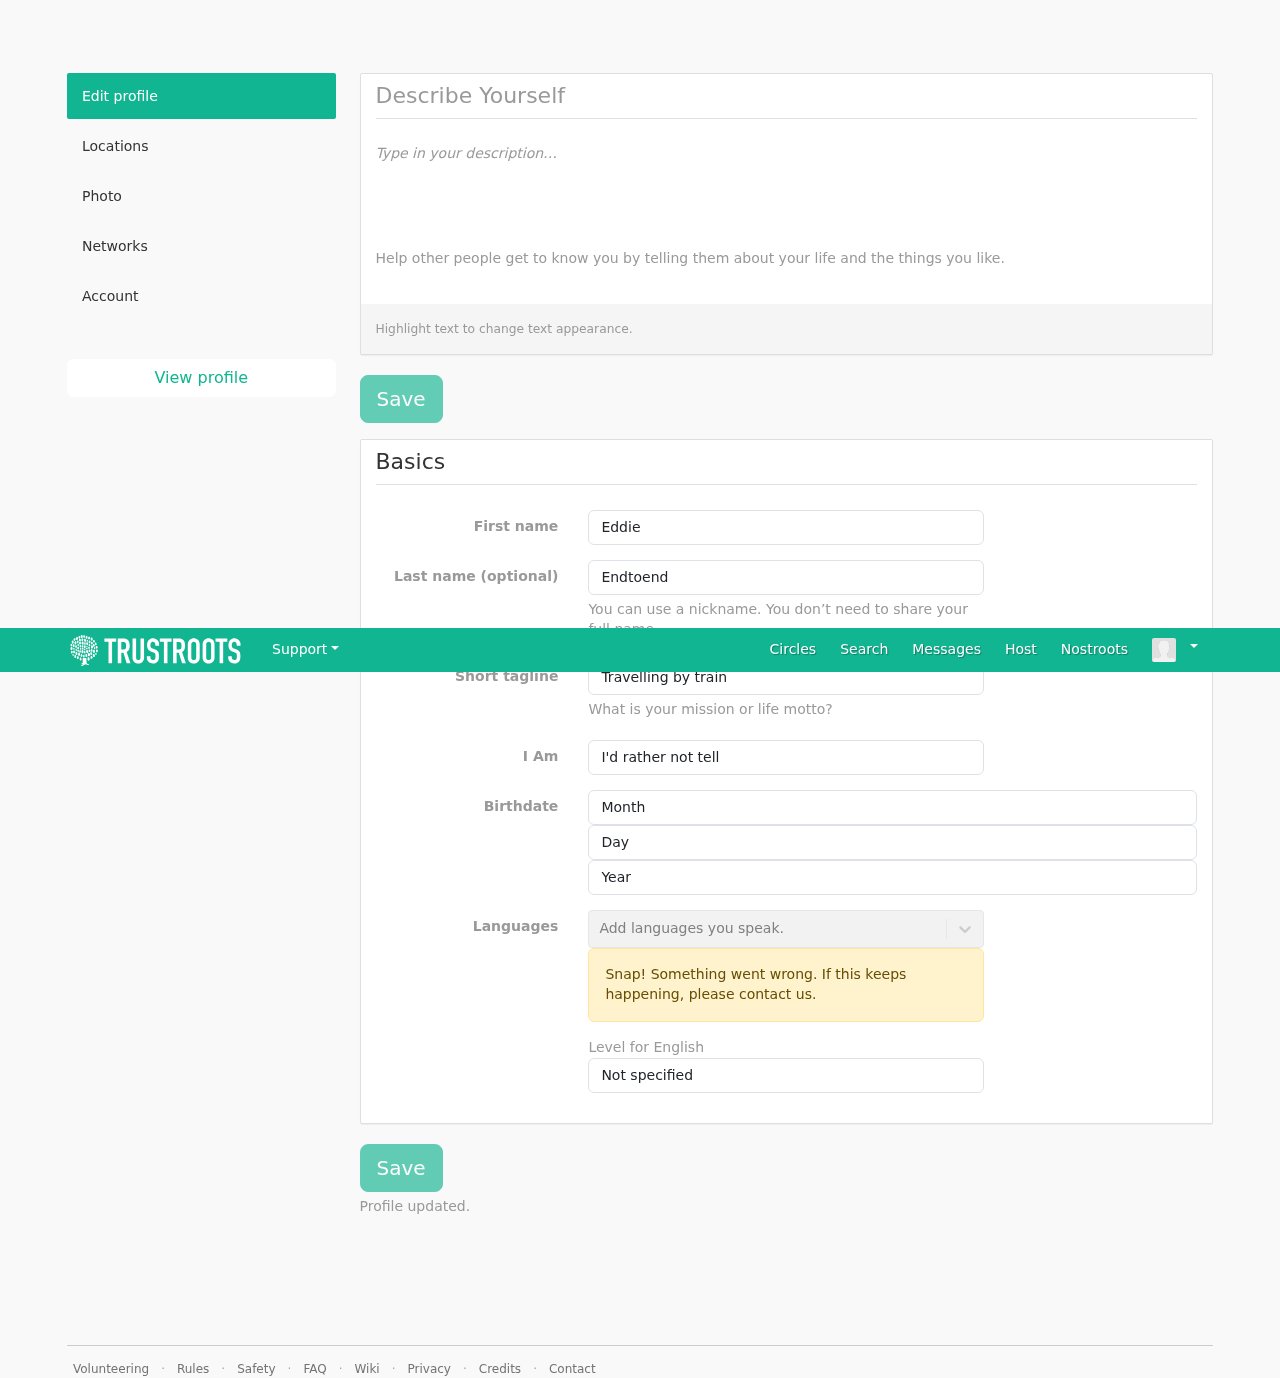 Edit profile
Locations
Photo
Networks
Account
View profile
Describe Yourself
Type in your description…
Help other people get to know you by telling them about your life and the things you like.
Highlight text to change text appearance.
Save
Basics
First name
Eddie
Last name (optional)
Endtoend
You can use a nickname. You don’t need to share your
full name.
TRUSTROOTS
Support
Circles
Search
Messages
Host
Nostroots
Short tagline
Travelling by train
What is your mission or life motto?
I Am
I'd rather not tell
Birthdate
Month
Day
Year
Languages
Add languages you speak.
Snap! Something went wrong. If this keeps
happening, please contact us.
Level for English
Not specified
Save
Profile updated.
Volunteering · Rules · Safety · FAQ · Wiki · Privacy · Credits · Contact